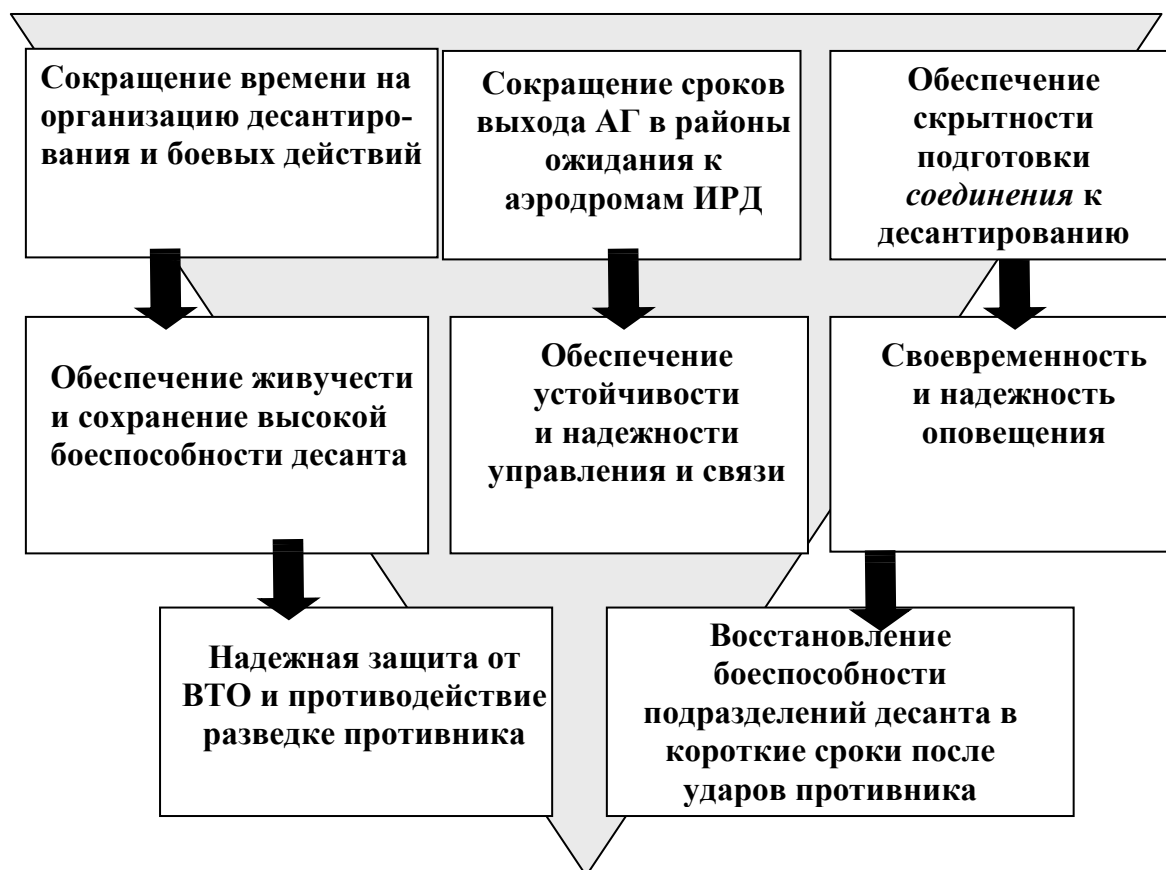 Сокращение времени на
организацию десантиро-
вания и боевых действий
Сокращение сроков
выхода АГ в районы
ожидания к
аэродромам ИРД
Обеспечение
скрытности
подготовки
соединения к
десантированию
Обеспечение живучести
и сохранение высокой
боеспособности десанта
Обеспечение
устойчивости
и надежности
управления и связи
Своевременность
и надежность
оповещения
Надежная защита от
ВТО и противодействие
разведке противника
Восстановление
боеспособности
подразделений десанта в
короткие сроки после
ударов противника